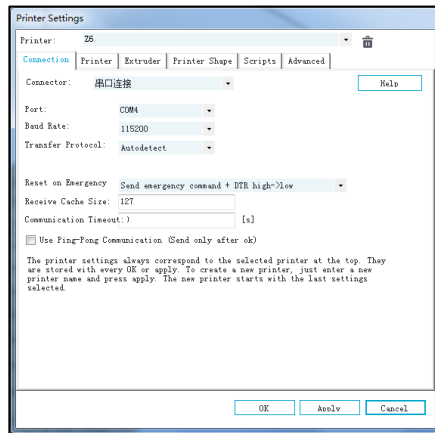 Printer Settings
Printer: Z6
Connection Printer Extruder Printer Shape Scripts Advanced
Connector: 串口连接 Help
Port: COM4
Baud Rate: 115200
Transfer Protocol: Autodetect
Reset on Emergency Send emergency command + DTR high->low
Receive Cache Size: 127
Communication Timeout:) [s]
Use Ping-Pong Communication (Send only after ok)
The printer settings always correspond to the selected printer at the top. They
are stored with every OK or apply. To create a new printer, just enter a new
printer name and press apply. The new printer starts with the last settings
selected.
OK Apply Cancel